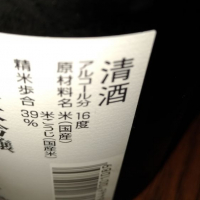 清酒
アルコール分 16度
原材料名 米(国産)
米こうじ(国産米)
精米歩合 39%